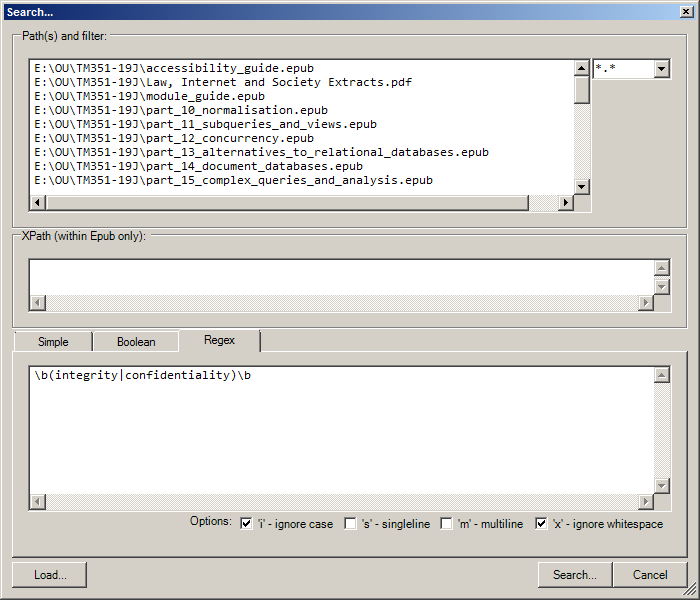 Search...
Path(s) and filter:
E:\OU\TM351-19J\accessibility_guide.epub
*.*
E:\OU\TM351-19J\Law, Internet and Society Extracts.pdf
E:\OU\TM351-19J\module_guide.epub
E:\OU\TM351-19J\part_10_normalisation.epub
E:\OU\TM351-19J\part_11_subqueries_and_views.epub
E:\OU\TM351-19J\part_12_concurrency.epub
E:\OU\TM351-19J\part_13_alternatives_to_relational_databases.epub
E:\OU\TM351-19J\part_14_document_databases.epub
E:\OU\TM351-19J\part_15_complex_queries_and_analysis.epub
XPath (within Epub only):
Simple Boolean Regex
\b(integrity|confidentiality)\b
Options: 'i' - ignore case 's' - singleline 'm' - multiline 'x' - ignore whitespace
Load... Search... Cancel